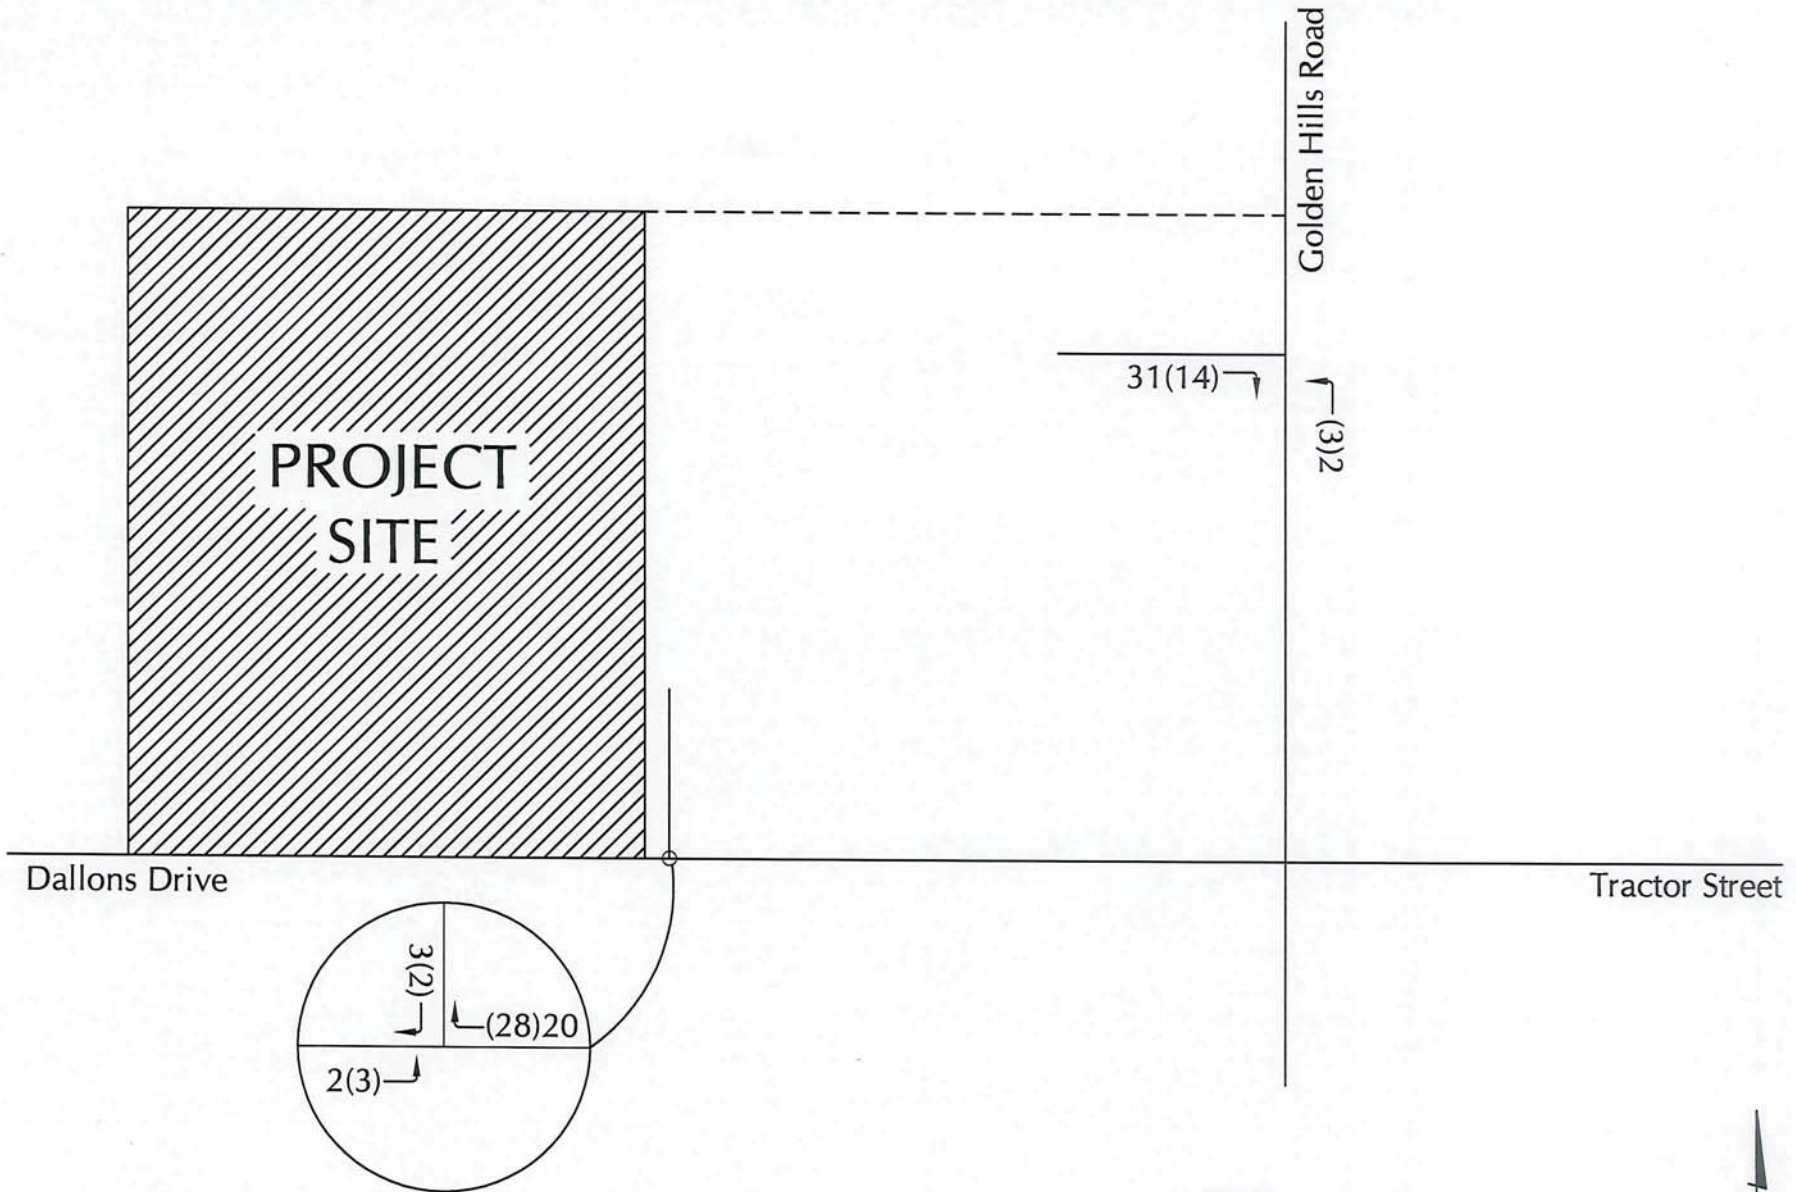 Golden Hills Road
31(14)
(3)2
PROJECT
SITE
Dallons Drive
Tractor Street
3(2)
(28)20
2(3)